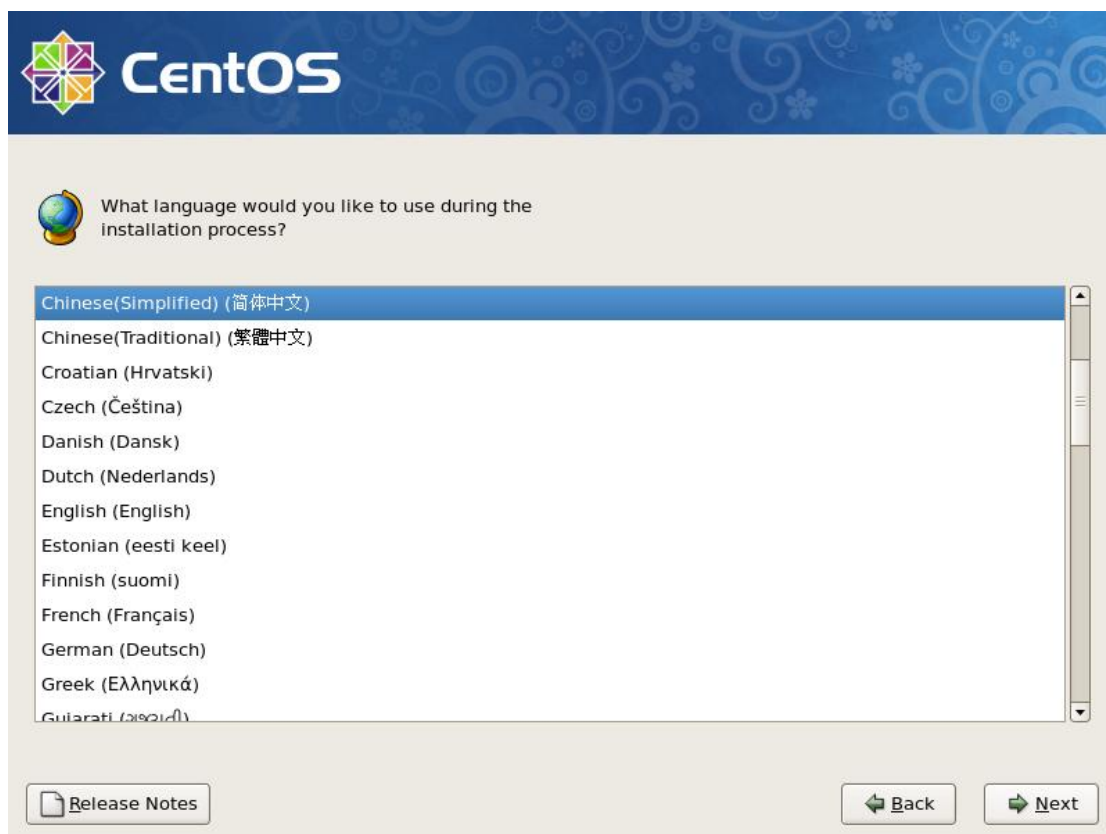 CentOS
What language would you like to use during the
installation process?
Chinese(Simplified) (简体中文)
Chinese(Traditional) (繁體中文)
Croatian (Hrvatski)
Czech (Čeština)
Danish (Dansk)
Dutch (Nederlands)
English (English)
Estonian (eesti keel)
Finnish (suomi)
French (Français)
German (Deutsch)
Greek (Ελληνικά)
Gujarati (ગુજરાતી)
Release Notes
Back
Next